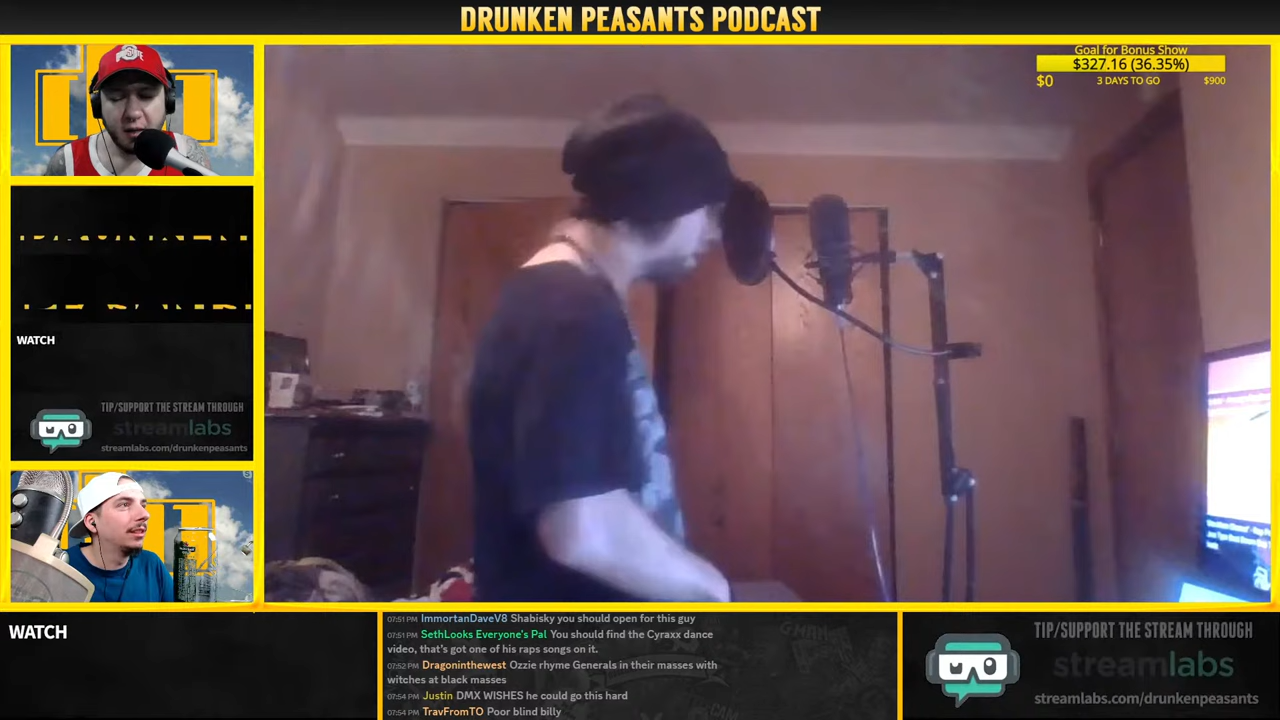 DRUNKEN PEASANTS PODCAST
Goal for Bonus Show
$327.16 (36.35%)
$0 3 DAYS TO GO $900
WATCH
TIP/SUPPORT THE STREAM THROUGH
streamlabs
streamlabs.com/drunkenpeasants
WATCH
07:51 PM ImmortanDaveV8 Shabisky you should open for this guy
07:51 PM SethLooks Everyone's Pal You should find the Cyraxx dance
video, that's got one of his raps songs on it.
07:52 PM Dragoninthewest Ozzie rhyme Generals in their masses with
witches at black masses
07:54 PM Justin DMX WISHES he could go this hard
07:54 PM TravFromTO Poor blind billy
TIP/SUPPORT THE STREAM THROUGH
streamlabs
streamlabs.com/drunkenpeasants